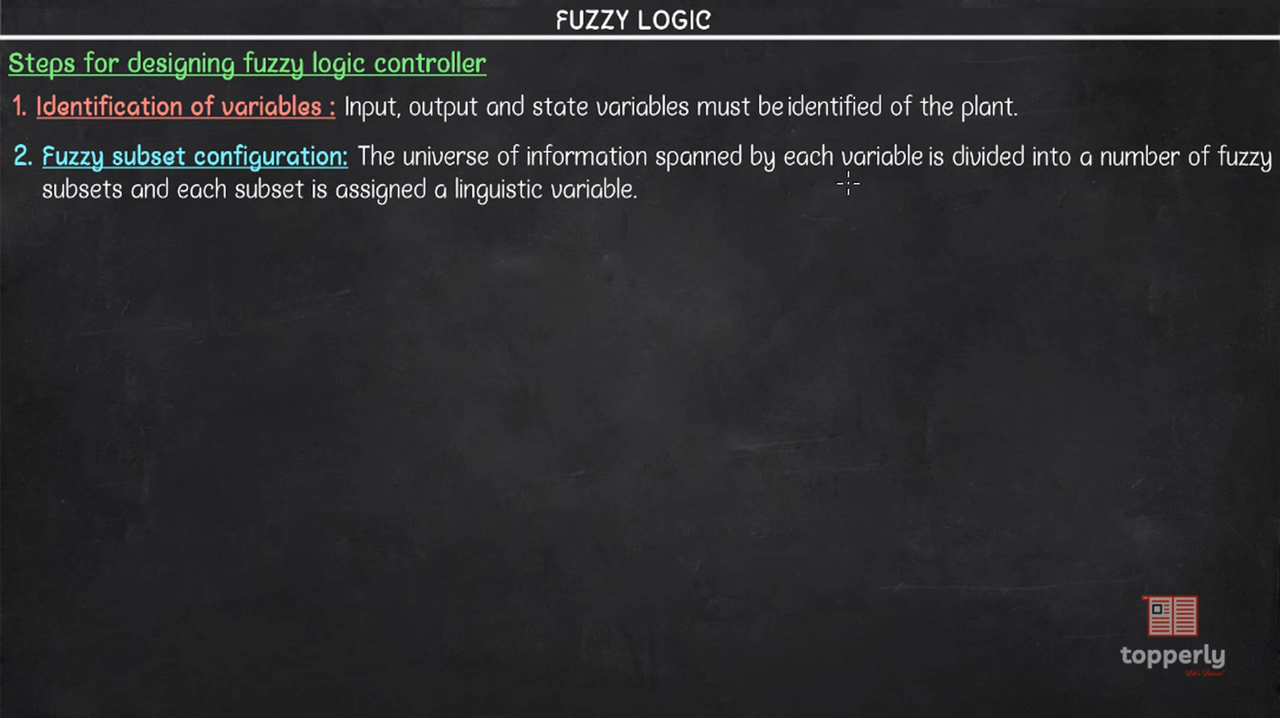 FUZZY LOGIC
Steps for designing fuzzy logic controller
1. Identification of variables : Input, output and state variables must be identified of the plant.
2. Fuzzy subset configuration: The universe of information spanned by each variable is divided into a number of fuzzy
subsets and each subset is assigned a linguistic variable.
topperly